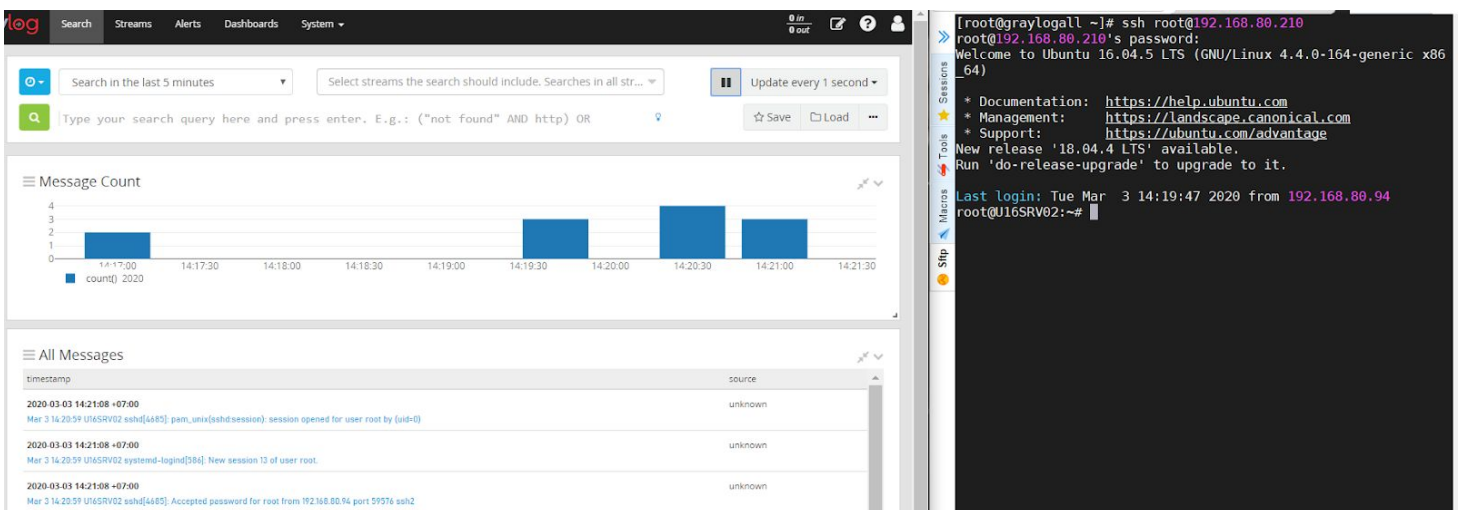 log
Search Streams Alerts Dashboards System
0 in
0 out
Search in the last 5 minutes
Select streams the search should include. Searches in all str...
Update every 1 second
Type your search query here and press enter. E.g.: ("not found" AND http) OR
Save Load
Message Count
4
3
2
1
0
14:17:00 14:17:30 14:18:00 14:18:30 14:19:00 14:19:30 14:20:00 14:20:30 14:21:00 14:21:30
count() 2020
All Messages
timestamp source
2020-03-03 14:21:08 +07:00 unknown
Mar 3 14:20:59 U16SRV02 sshd[4685]: pam_unix(sshd:session): session opened for user root by (uid=0)
2020-03-03 14:21:08 +07:00 unknown
Mar 3 14:20:59 U16SRV02 systemd-logind[586]: New session 13 of user root.
2020-03-03 14:21:08 +07:00 unknown
Mar 3 14:20:59 U16SRV02 sshd[4685]: Accepted password for root from 192.168.80.94 port 59576 ssh2
Sessions
Tools
Macros
Sftp
[root@graylogall ~]# ssh root@192.168.80.210
root@192.168.80.210's password:
Welcome to Ubuntu 16.04.5 LTS (GNU/Linux 4.4.0-164-generic x86
_64)
* Documentation: https://help.ubuntu.com
* Management: https://landscape.canonical.com
* Support: https://ubuntu.com/advantage
New release '18.04.4 LTS' available.
Run 'do-release-upgrade' to upgrade to it.
Last login: Tue Mar 3 14:19:47 2020 from 192.168.80.94
root@U16SRV02:~#